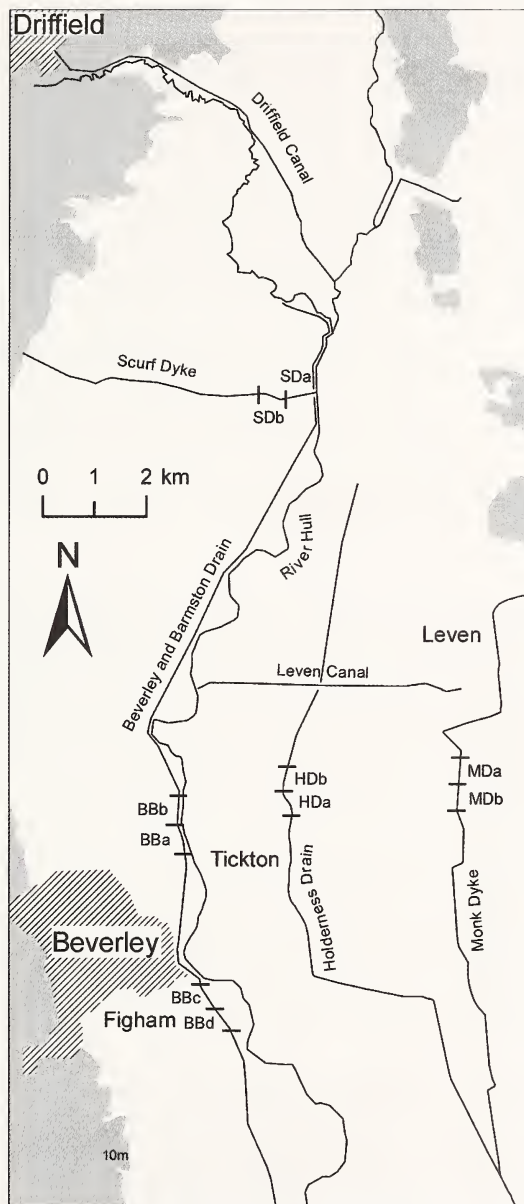 Driffield
Driffield Canal
Scurf Dyke
SDa
SDb
0 1 2 km
N
River Hull
Beverley and Barmston Drain
Leven
Leven Canal
HDb
MDa
HDa
MDb
BBb
BBa
Tickton
Holderness Drain
Monk Dyke
Beverley
BBc
Figham
BBd
10m